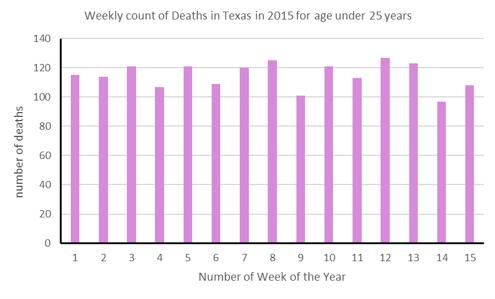 Weekly count of Deaths in Texas in 2015 for age under 25 years
140
120
100
80
60
40
20
0
number of deaths
1 2 3 4 5 6 7 8 9 10 11 12 13 14 15
Number of Week of the Year